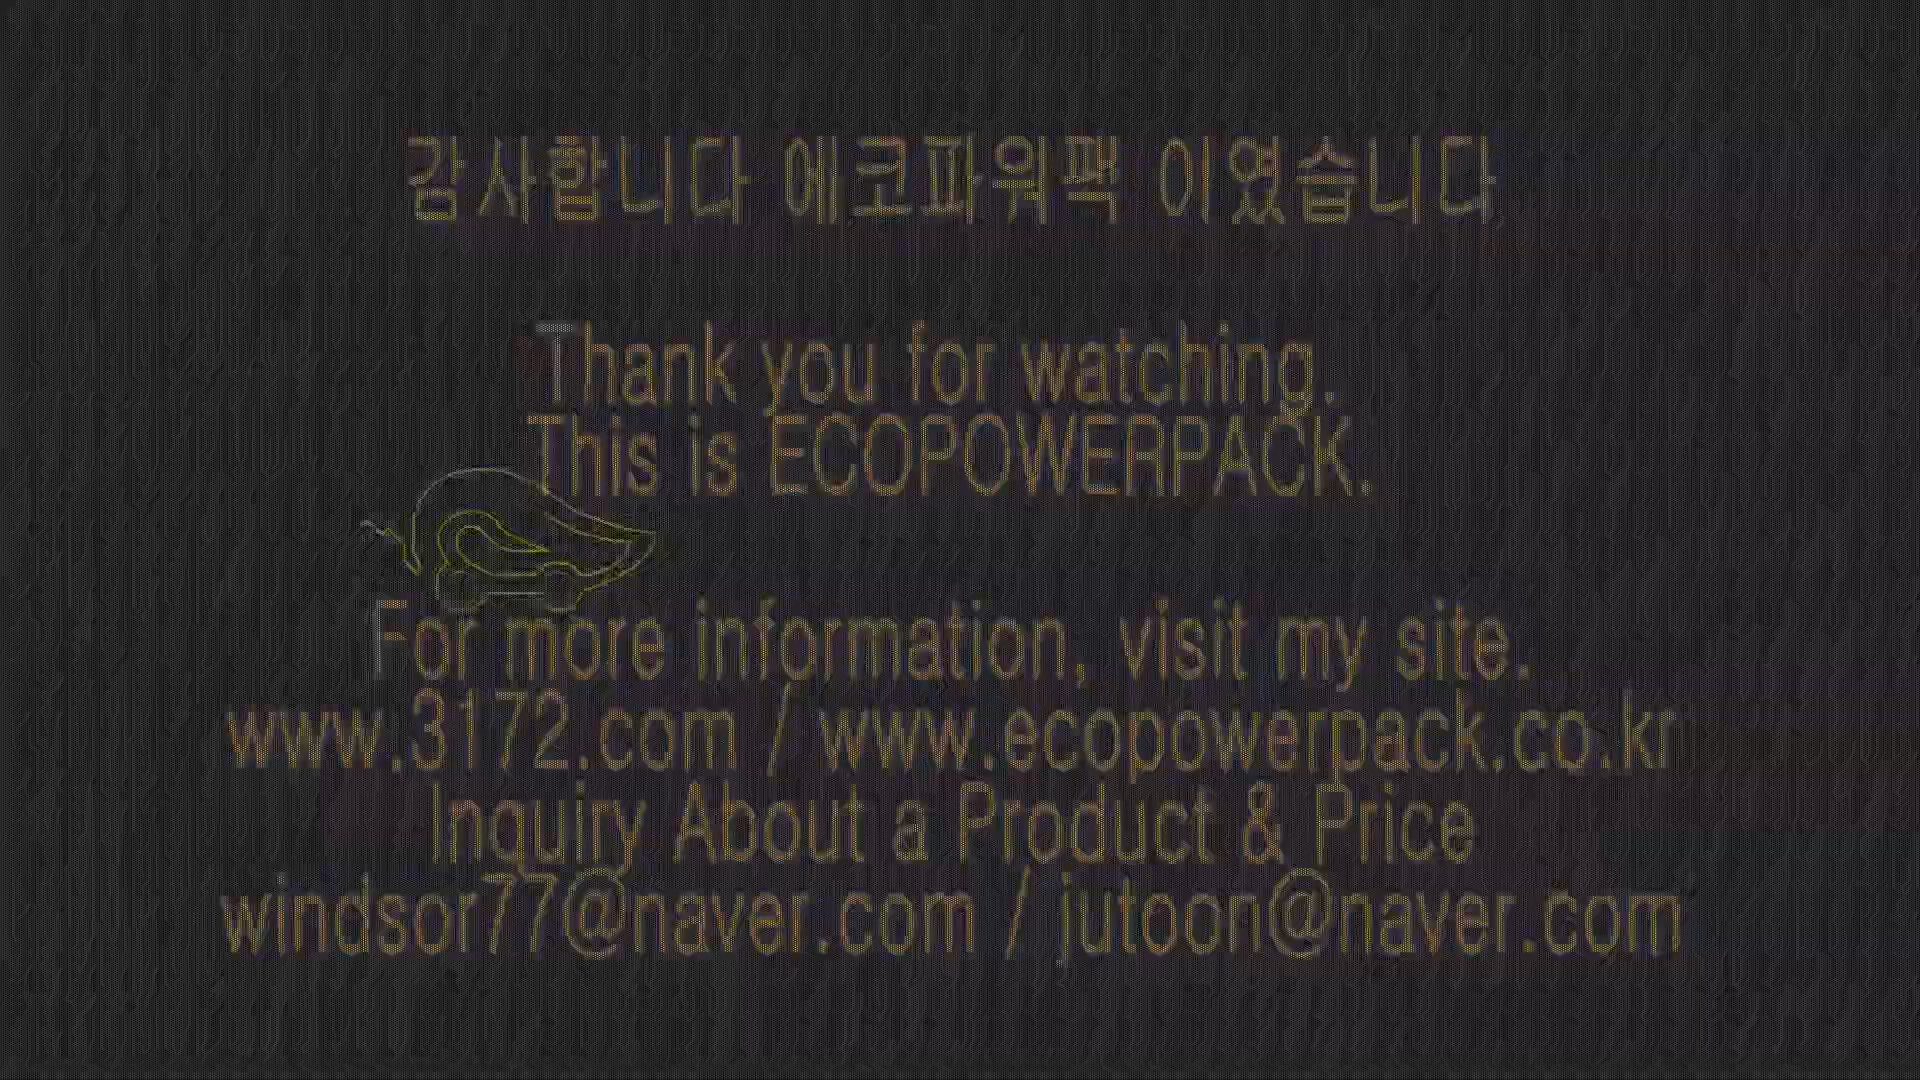 감사합니다 에코파워팩 이였습니다
Thank you for watching.
This is ECOPOWERPACK.
For more information, visit my site.
www.3172.com / www.ecopowerpack.co.kr
Inquiry About a Product & Price
windsor77@naver.com / jutoon@naver.com